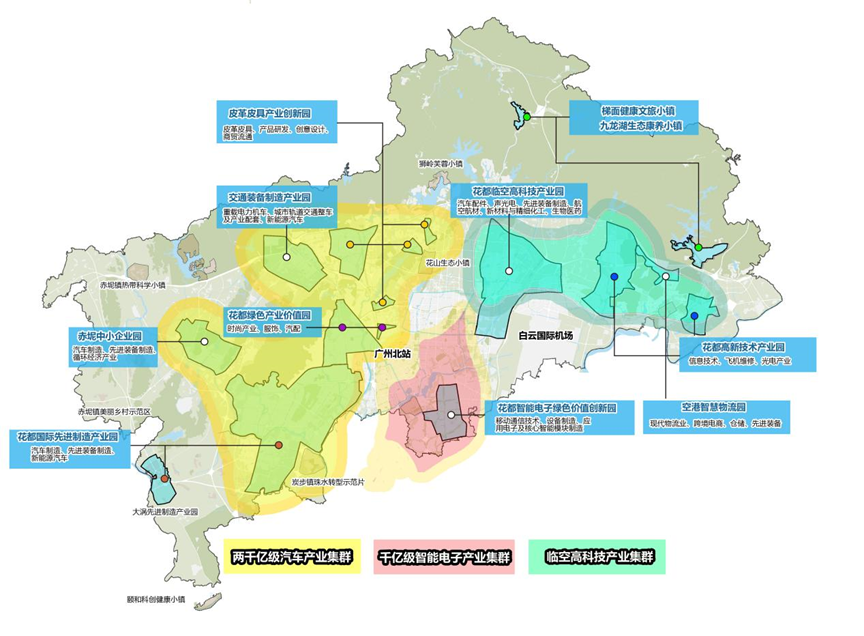 皮革皮具产业创新园
皮革皮具、产品研发、创意设计、
商贸流通
梯面健康文旅小镇
九龙湖生态康养小镇
狮岭芙蓉小镇
交通装备制造产业园
重载电力机车、城市轨道交通整车
及产业配套、新能源汽车
花都临空高科技产业园
汽车配件、声光电、先进装备制造、航
空航材、新材料与精细化工、生物医药
花山生态小镇
赤坭镇热带科学小镇
花都绿色产业价值园
时尚产业、服饰、汽配
赤坭中小企业园
汽车制造、先进装备制造、
循环经济产业
广州北站
白云国际机场
花都高新技术产业园
信息技术、飞机维修、光电产业
赤坭镇美丽乡村示范区
花都智能电子绿色价值创新园
移动通信技术、设备制造、应
用电子及核心智能模块制造
空港智慧物流园
现代物流业、跨境电商、仓储、先进装备
花都国际先进制造产业园
汽车制造、先进装备制造、
新能源汽车
炭步镇珠水转型示范片
大涡先进制造产业园
两千亿级汽车产业集群
千亿级智能电子产业集群
临空高科技产业集群
颐和科创健康小镇